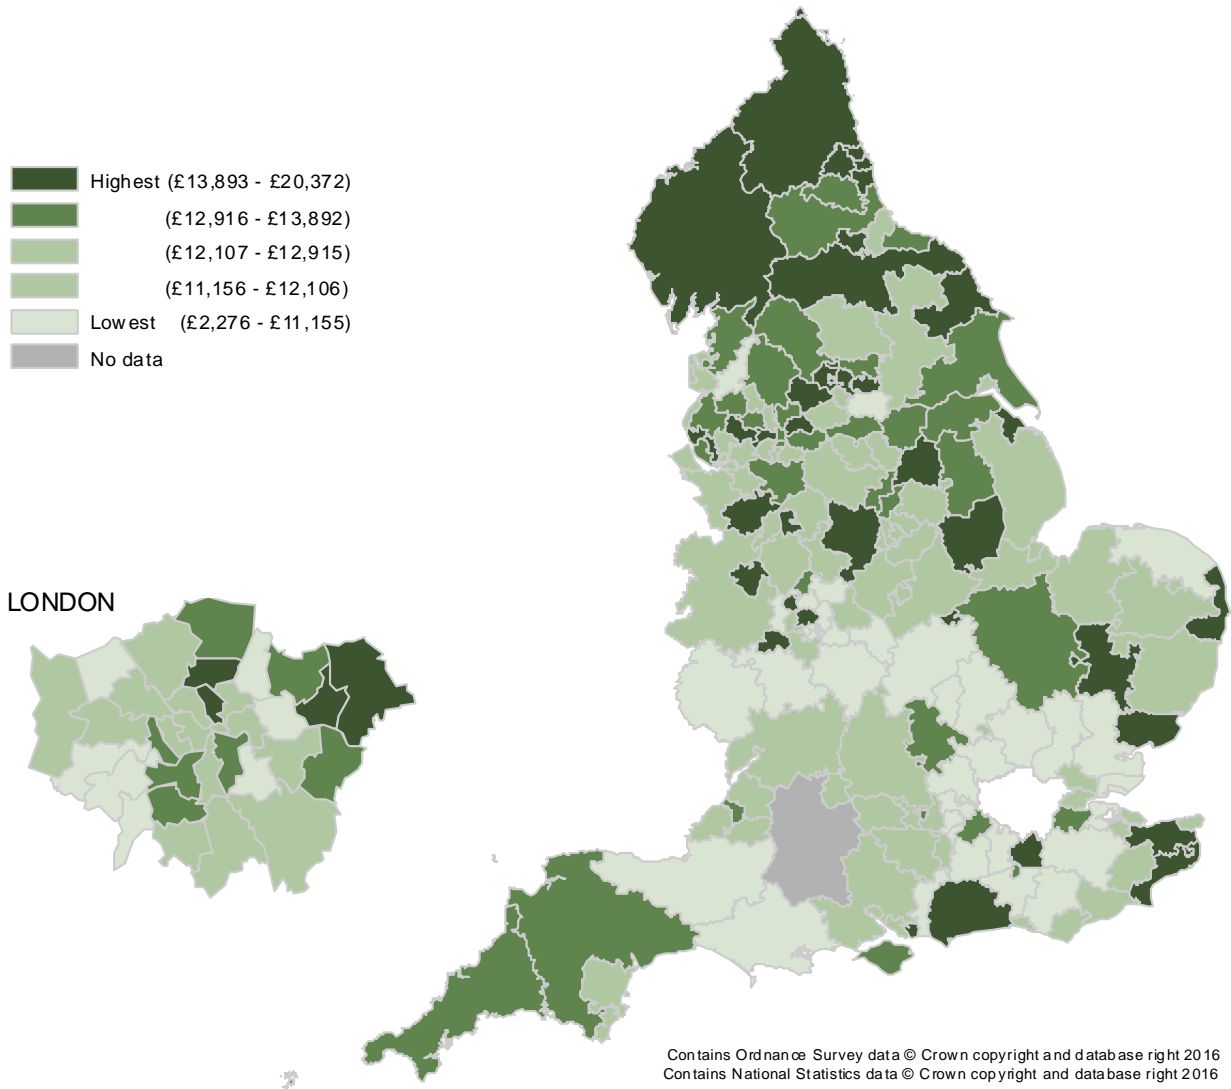 Highest (£13,893 - £20,372)
(£12,916 - £13,892)
(£12,107 - £12,915)
(£11,156 - £12,106)
Lowest (£2,276 - £11,155)
No data
LONDON
Contains Ordnance Survey data © Crown copyright and database right 2016
Contains National Statistics data © Crown copyright and database right 2016